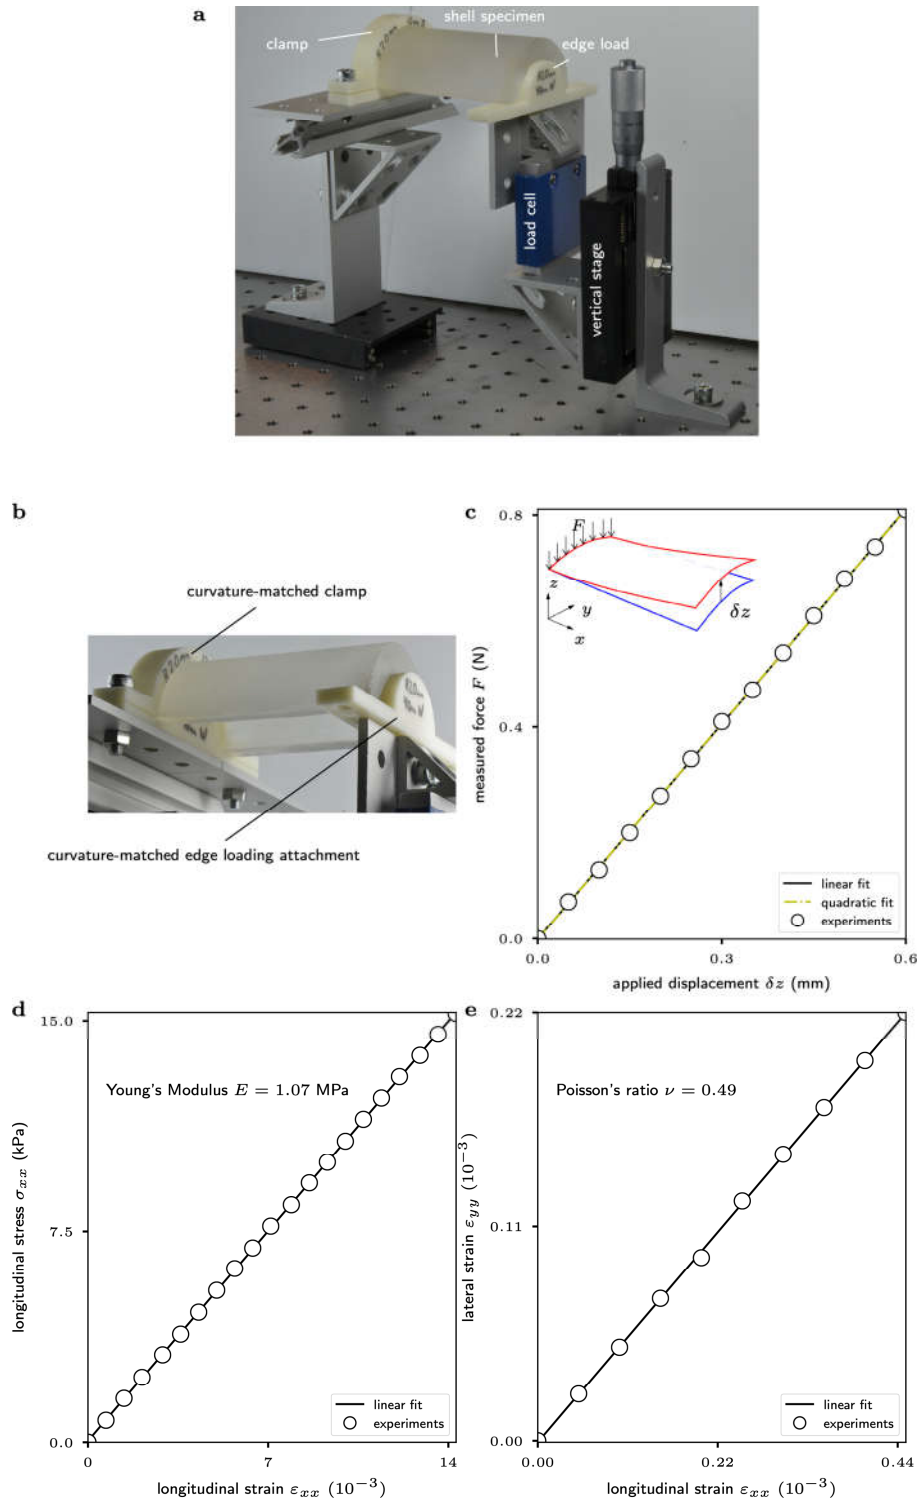 a
shell specimen
clamp
edge load
load cell
vertical stage
b
curvature-matched clamp
curvature-matched edge loading attachment
c
0.8
0.4
0.0
measured force F (N)
F
z
y
x
δz
linear fit
quadratic fit
experiments
0.0 0.3 0.6
applied displacement δz (mm)
d
15.0
7.5
0.0
longitudinal stress σxx (kPa)
Young's Modulus E = 1.07 MPa
linear fit
experiments
0 7 14
longitudinal strain εxx (10−3)
e
0.22
0.11
0.00
lateral strain εyy (10−3)
Poisson's ratio ν = 0.49
linear fit
experiments
0.00 0.22 0.44
longitudinal strain εxx (10−3)